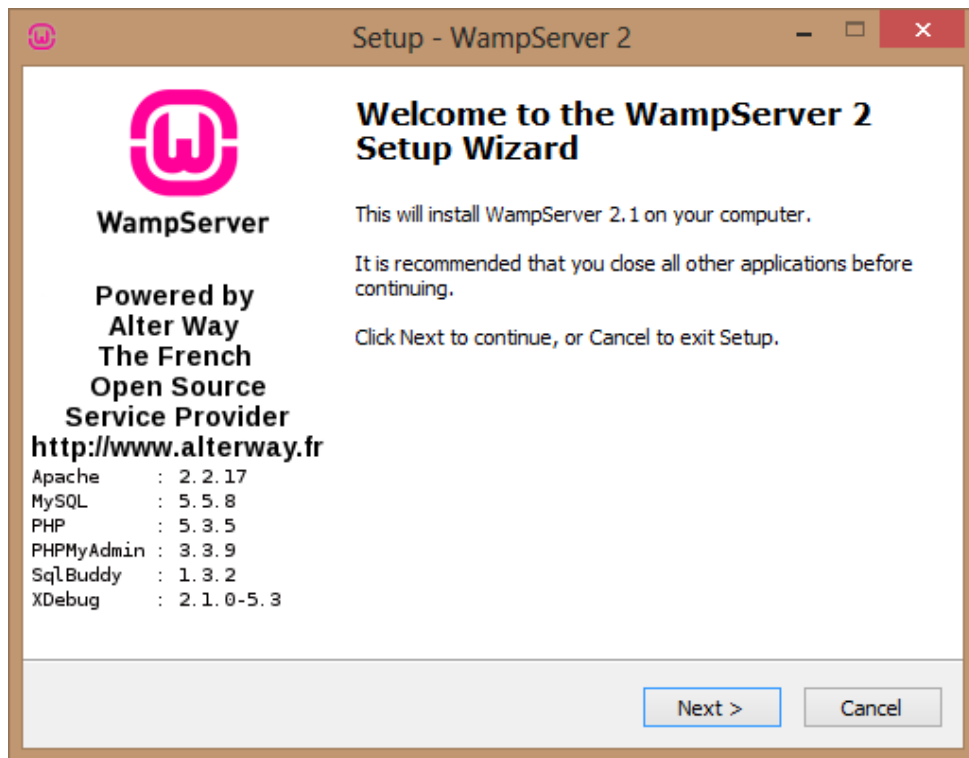 Setup - WampServer 2
WampServer
Powered by
Alter Way
The French
Open Source
Service Provider
http://www.alterway.fr
Apache : 2.2.17
MySQL : 5.5.8
PHP : 5.3.5
PHPMyAdmin : 3.3.9
SqlBuddy : 1.3.2
XDebug : 2.1.0-5.3
Welcome to the WampServer 2
Setup Wizard
This will install WampServer 2.1 on your computer.
It is recommended that you close all other applications before
continuing.
Click Next to continue, or Cancel to exit Setup.
Next >
Cancel